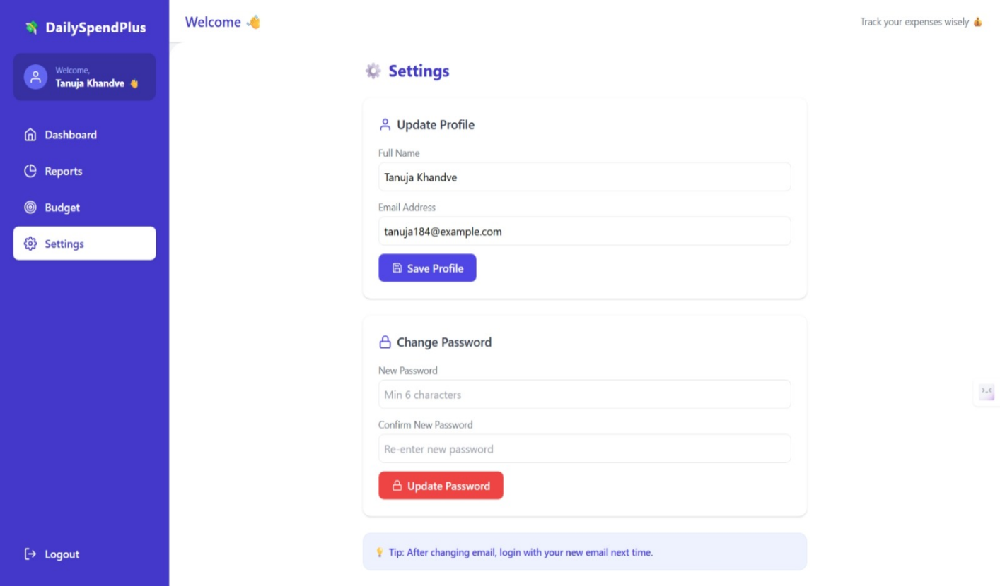 DailySpendPlus
Welcome,
Tanuja Khandve
Dashboard
Reports
Budget
Settings
Logout
Welcome
Track your expenses wisely
Settings
Update Profile
Full Name
Tanuja Khandve
Email Address
tanuja184@example.com
Save Profile
Change Password
New Password
Min 6 characters
Confirm New Password
Re-enter new password
Update Password
Tip: After changing email, login with your new email next time.